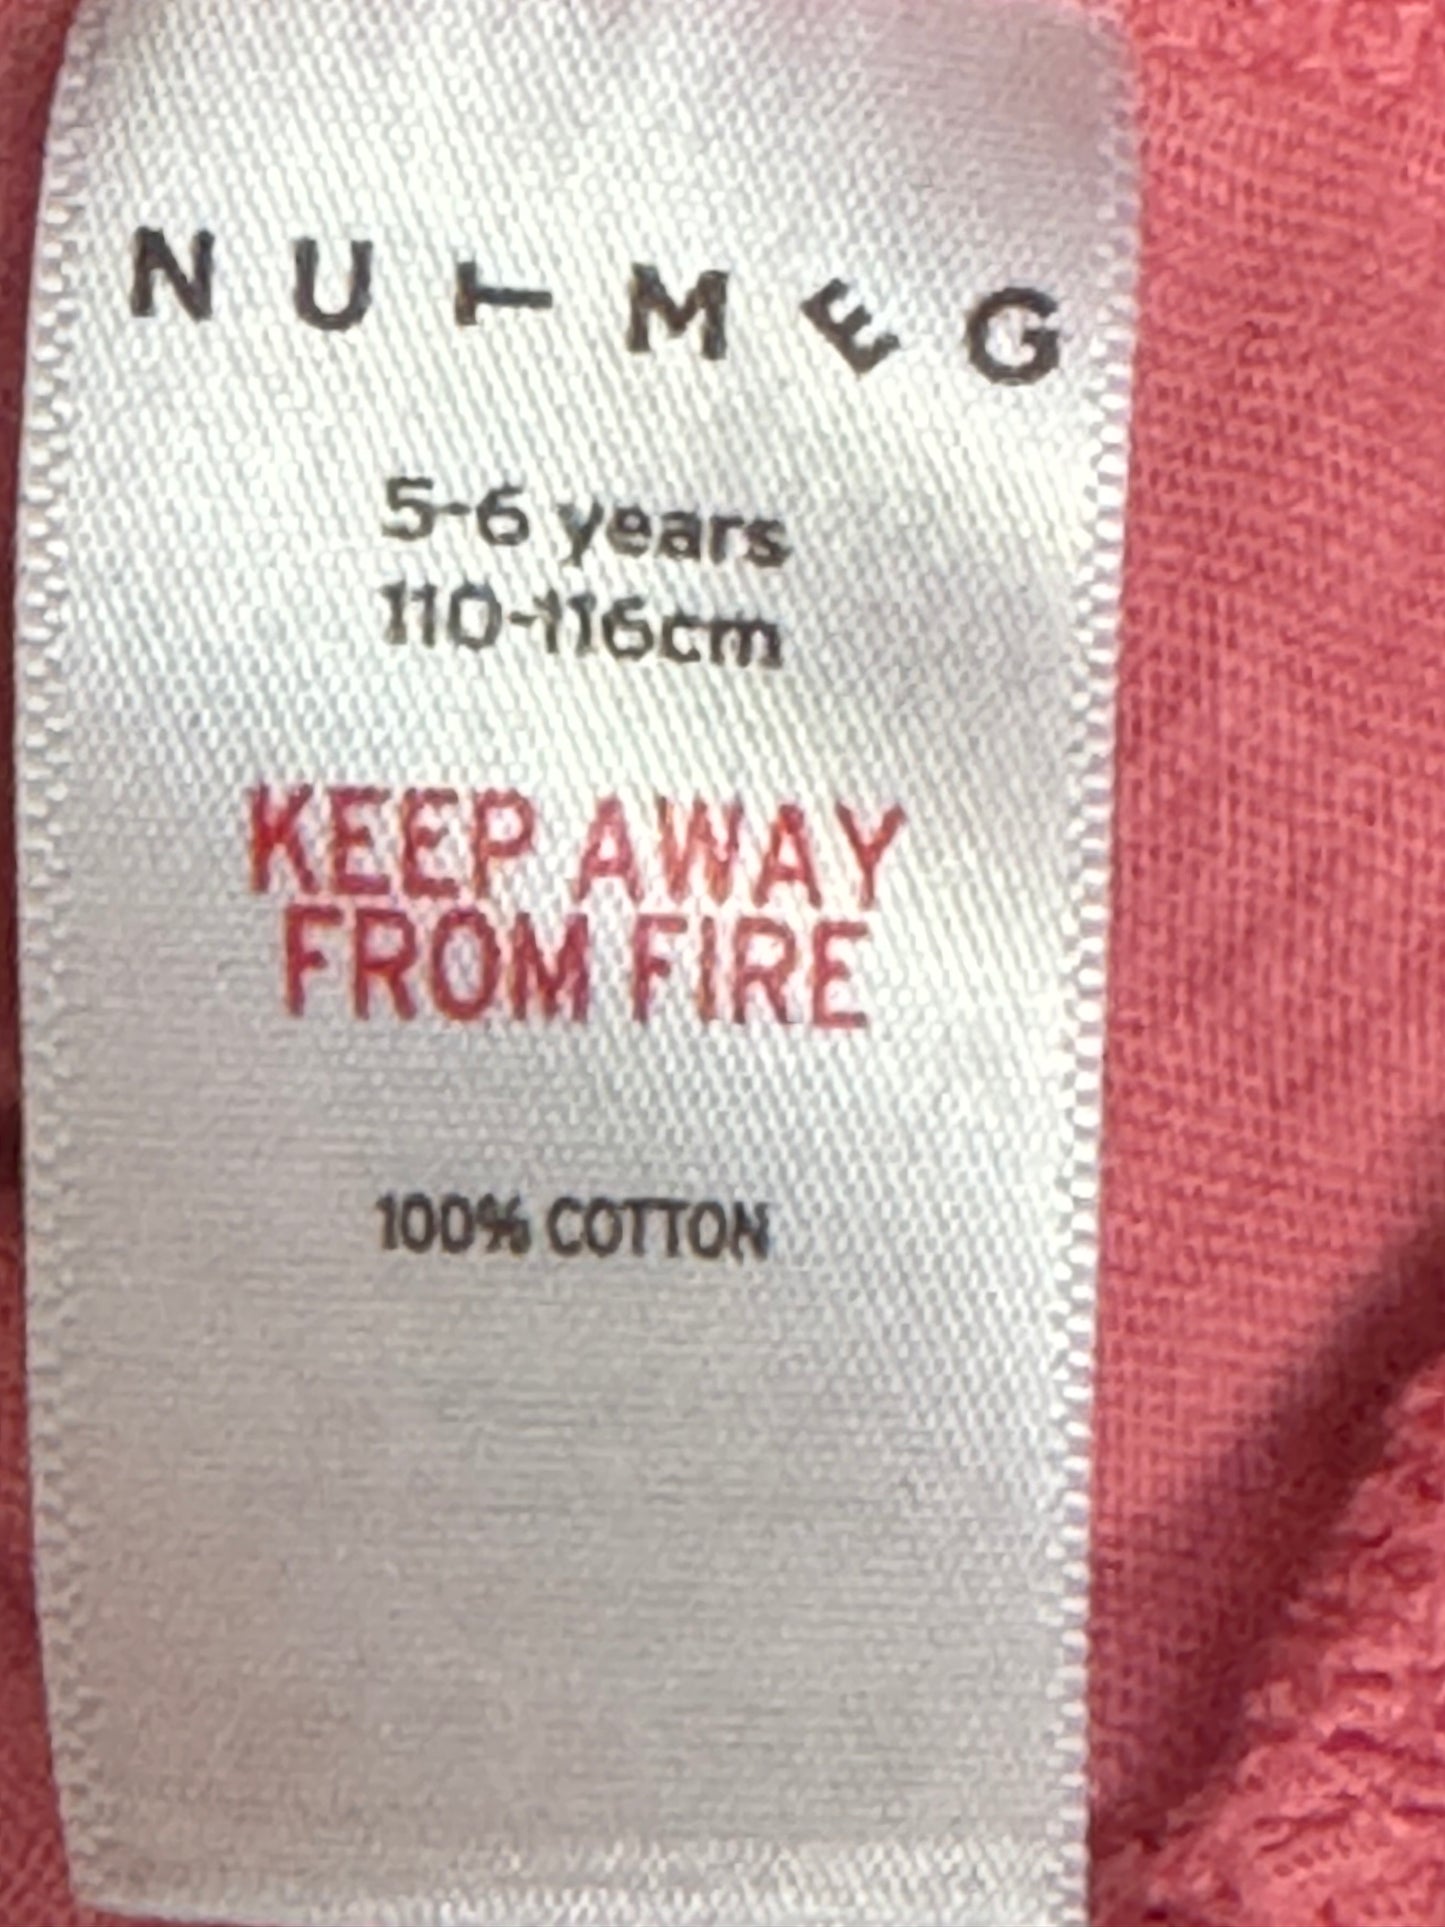 NUTMEG
5-6 years
110-116cm
KEEP AWAY
FROM FIRE
100% COTTON